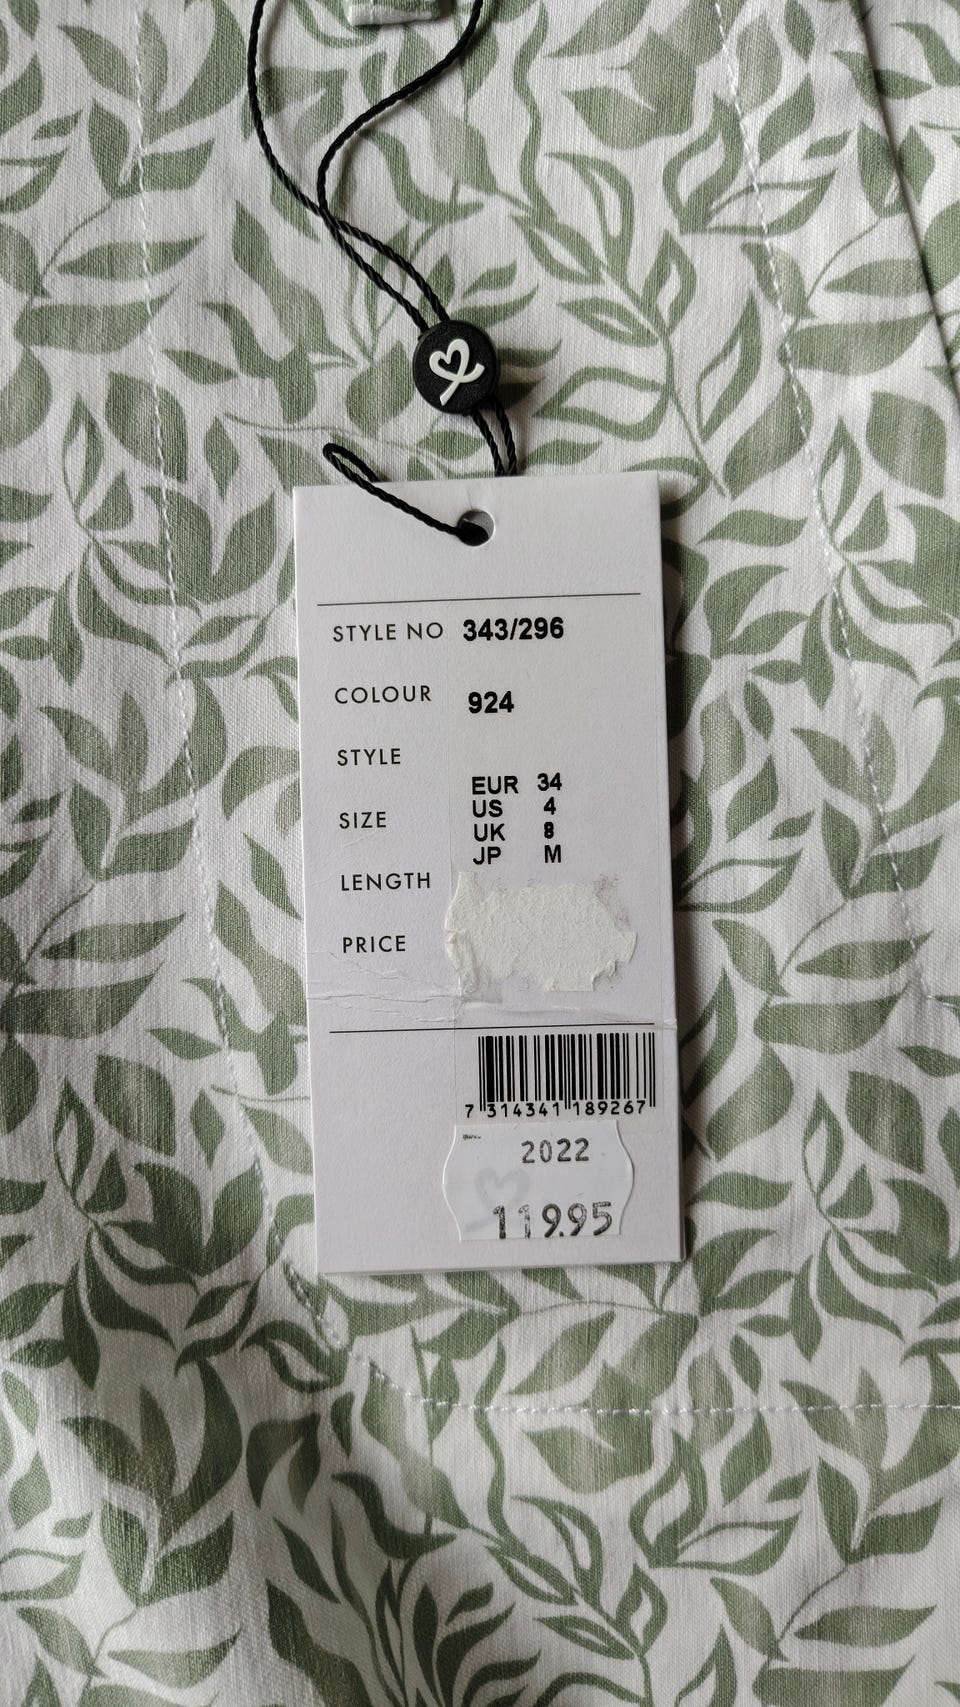 STYLE NO 343/296
COLOUR 924
STYLE
SIZE EUR 34
US 4
UK 8
JP M
LENGTH
PRICE
7 314341 189267
2022
119.95